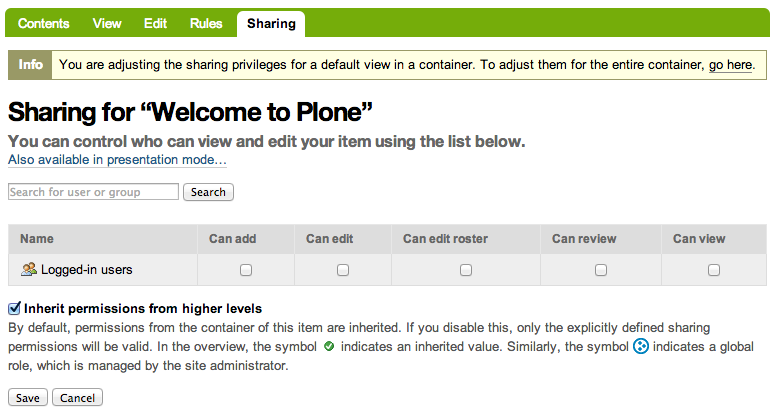 Contents View Edit Rules Sharing
Info You are adjusting the sharing privileges for a default view in a container. To adjust them for the entire container, go here.
Sharing for “Welcome to Plone”
You can control who can view and edit your item using the list below.
Also available in presentation mode…
Search for user or group Search
Name Can add Can edit Can edit roster Can review Can view
Logged-in users
Inherit permissions from higher levels
By default, permissions from the container of this item are inherited. If you disable this, only the explicitly defined sharing
permissions will be valid. In the overview, the symbol indicates an inherited value. Similarly, the symbol indicates a global
role, which is managed by the site administrator.
Save Cancel